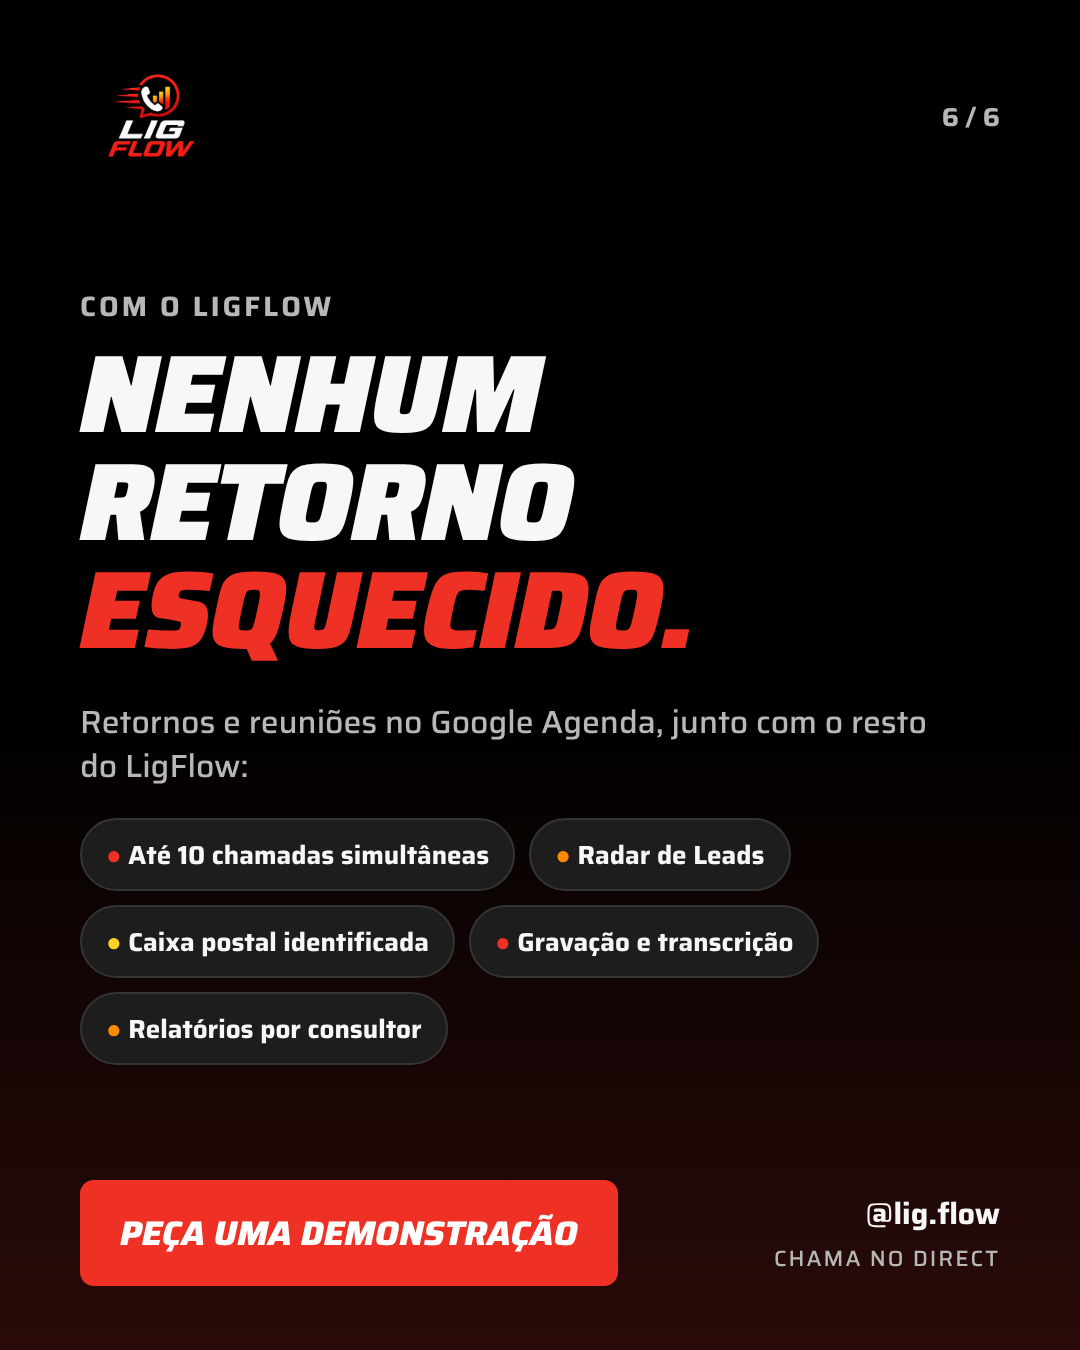 LIG
FLOW
6 / 6
COM O LIGFLOW
NENHUM
RETORNO
ESQUECIDO.
Retornos e reuniões no Google Agenda, junto com o resto
do LigFlow:
Até 10 chamadas simultâneas
Radar de Leads
Caixa postal identificada
Gravação e transcrição
Relatórios por consultor
PEÇA UMA DEMONSTRAÇÃO
@lig.flow
CHAMA NO DIRECT